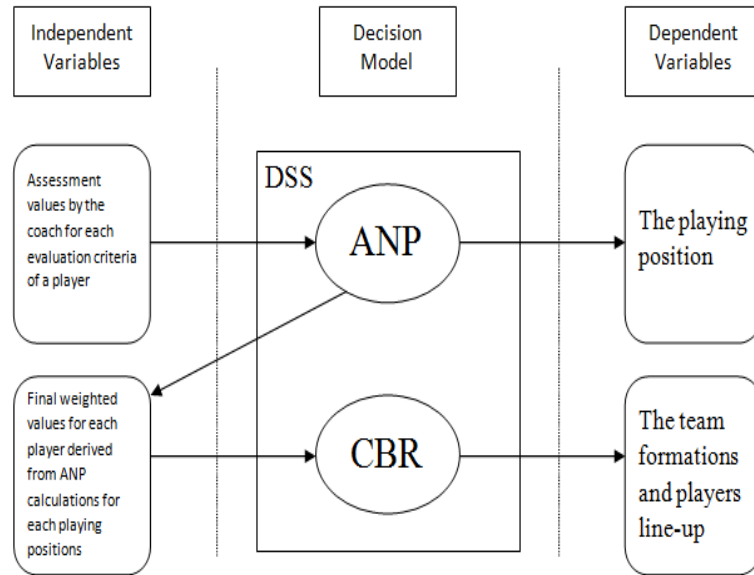 Independent
Variables
Decision
Model
Dependent
Variables
Assessment
values by the
coach for each
evaluation criteria
of a player
DSS
ANP
The playing
position
Final weighted
values for each
player derived
from ANP
calculations for
each playing
positions
CBR
The team
formations
and players
line-up